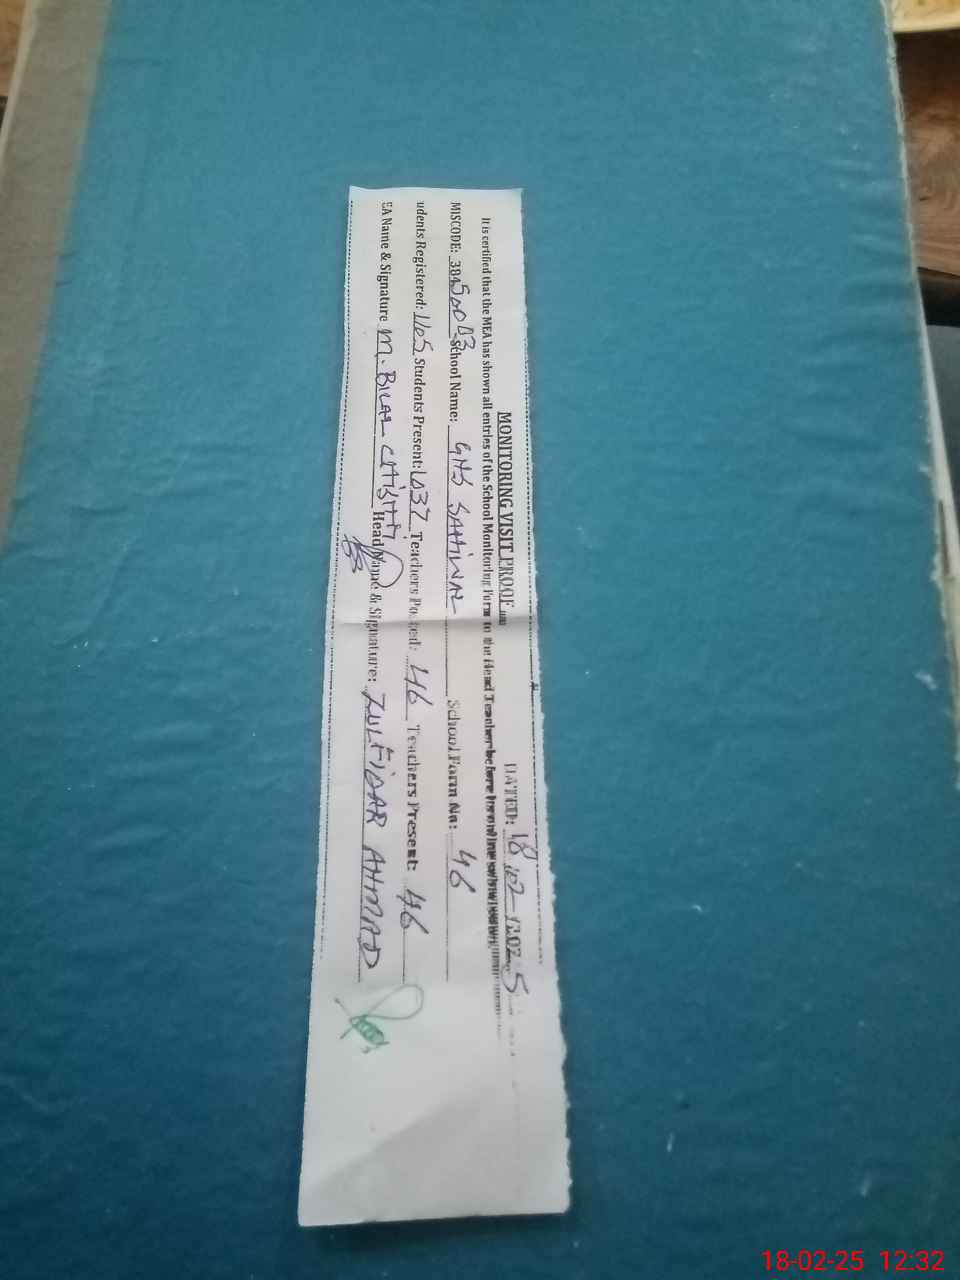 MONITORING VISIT PROOF DATED: 18.02.2025
It is certified that the MEA has shown all entries of the School Monitoring Form to the Head Teacher before
MISCODE: 38450003 School Name: GHS SAHIWAL School Form No: 46
udents Registered: 1105 Students Present: 1037 Teachers Posted: 46 Teachers Present: 46
EA Name & Signature M. BILAL CHISHTI Head Name & Signature: ZULFIQAR AHMAD
18-02-25 12:32